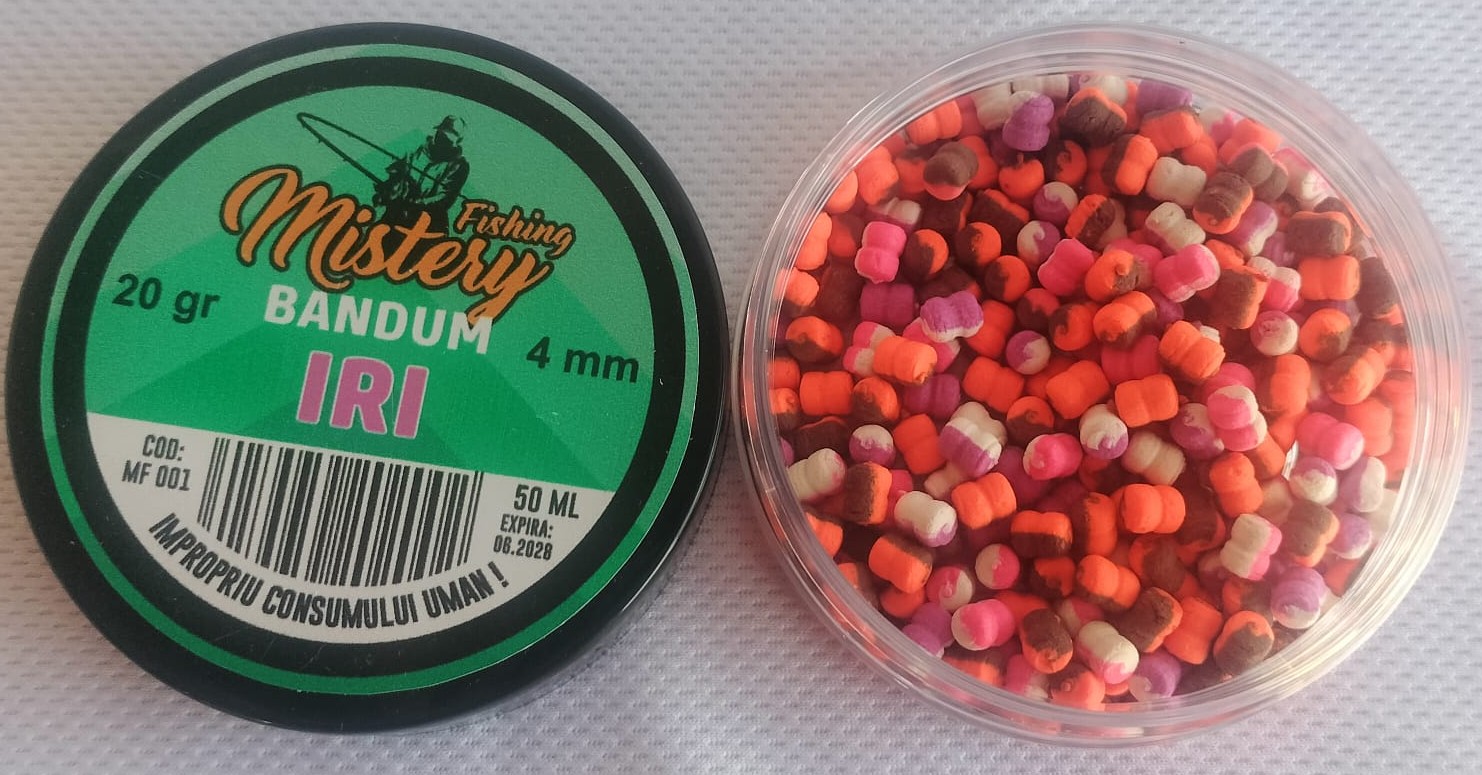 Fishing
Mistery
20 gr
BANDUM
4 mm
IRI
COD:
MF 001
50 ML
EXPIRA:
06.2028
IMPROPRIU CONSUMULUI UMAN !